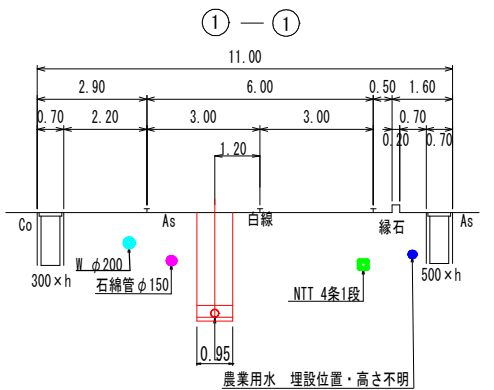 ① — ①
11.00
2.90 6.00 0.50 1.60
0.70 2.20 3.00 3.00 0.70
0.20 0.70
1.20
Co As 白線 縁石 As
W φ200
石綿管φ150
300×h 500×h
NTT 4条1段
0.95
農業用水 埋設位置・高さ不明